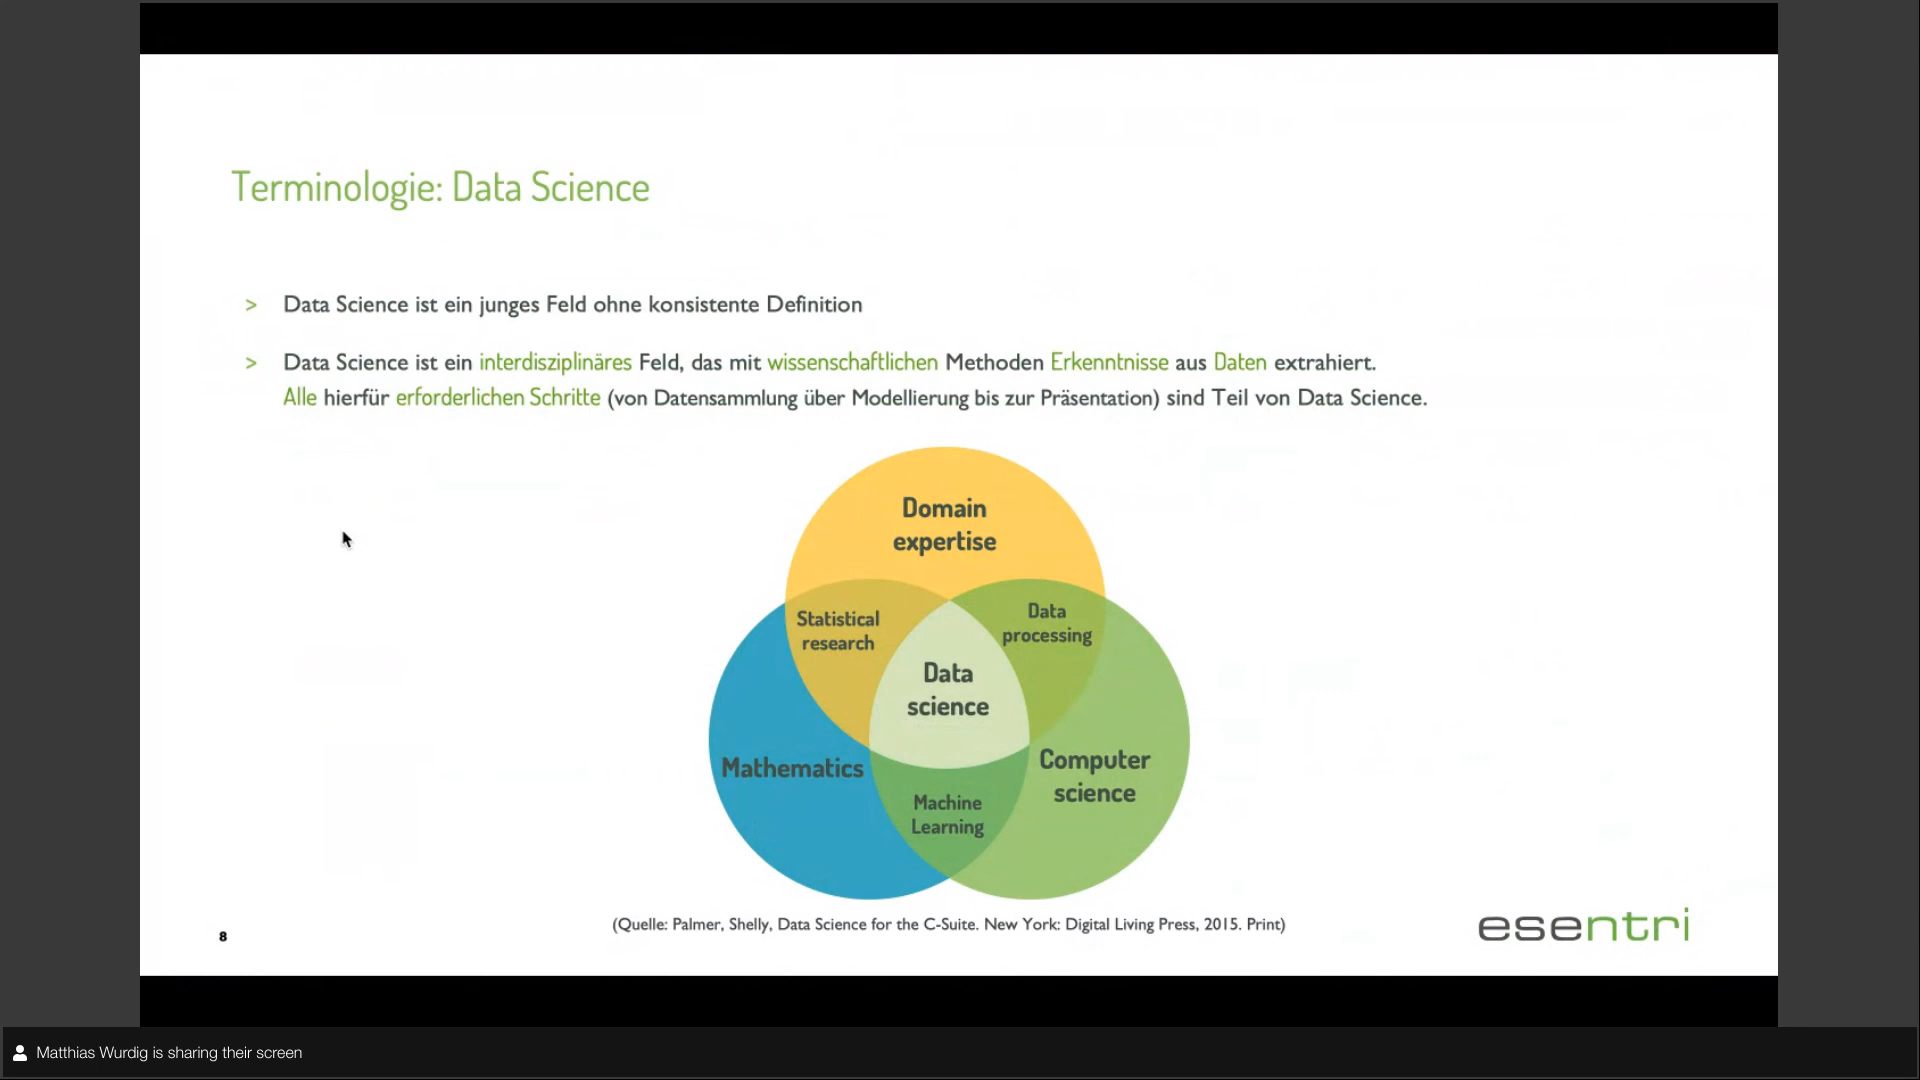 Terminologie: Data Science
> Data Science ist ein junges Feld ohne konsistente Definition
> Data Science ist ein interdisziplinäres Feld, das mit wissenschaftlichen Methoden Erkenntnisse aus Daten extrahiert.
Alle hierfür erforderlichen Schritte (von Datensammlung über Modellierung bis zur Präsentation) sind Teil von Data Science.
Domain
expertise
Statistical
research
Data
processing
Data
science
Mathematics
Computer
science
Machine
Learning
(Quelle: Palmer, Shelly, Data Science for the C-Suite. New York: Digital Living Press, 2015. Print)
8
esentri
Matthias Wurdig is sharing their screen